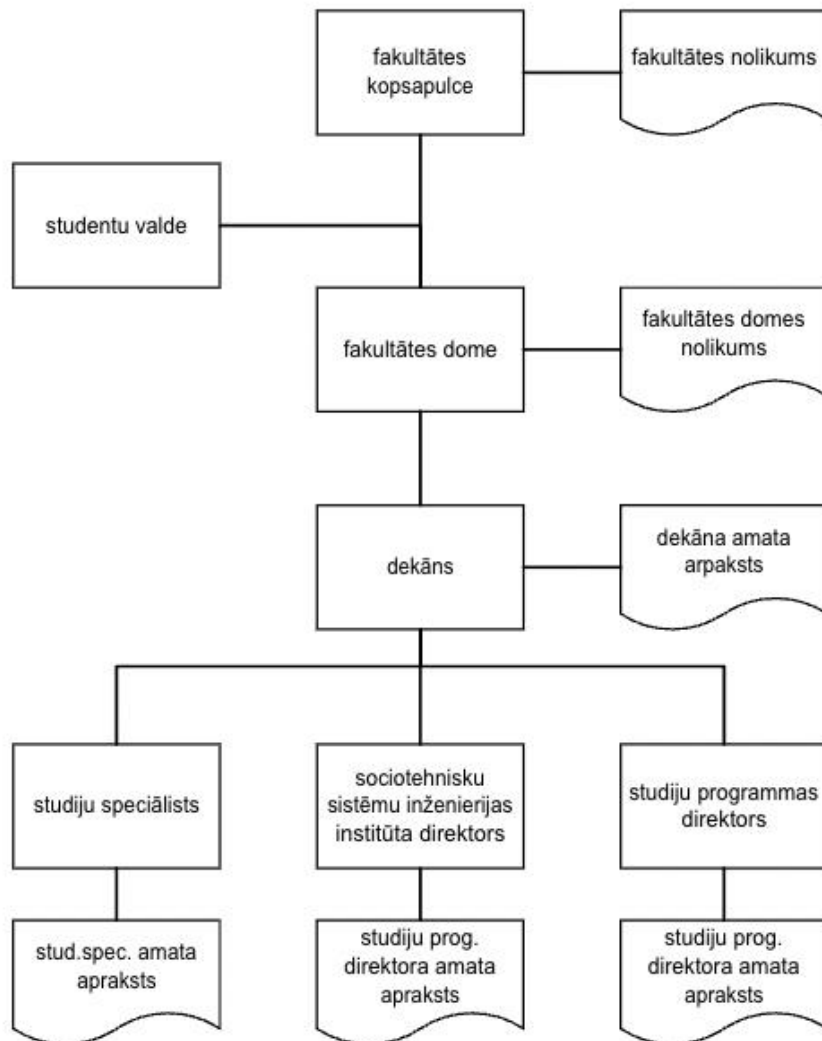 fakultātes
kopsapulce
fakultātes nolikums
studentu valde
fakultātes dome
fakultātes domes
nolikums
dekāns
dekāna amata
arpaksts
studiju speciālists
sociotehnisku
sistēmu inženierijas
institūta direktors
studiju programmas
direktors
stud.spec. amata
apraksts
studiju prog.
direktora amata
apraksts
studiju prog.
direktora amata
apraksts